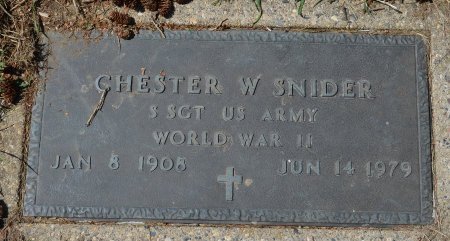 CHESTER W SNIDER
S SGT US ARMY
WORLD WAR II
JAN 8 1908 JUN 14 1979